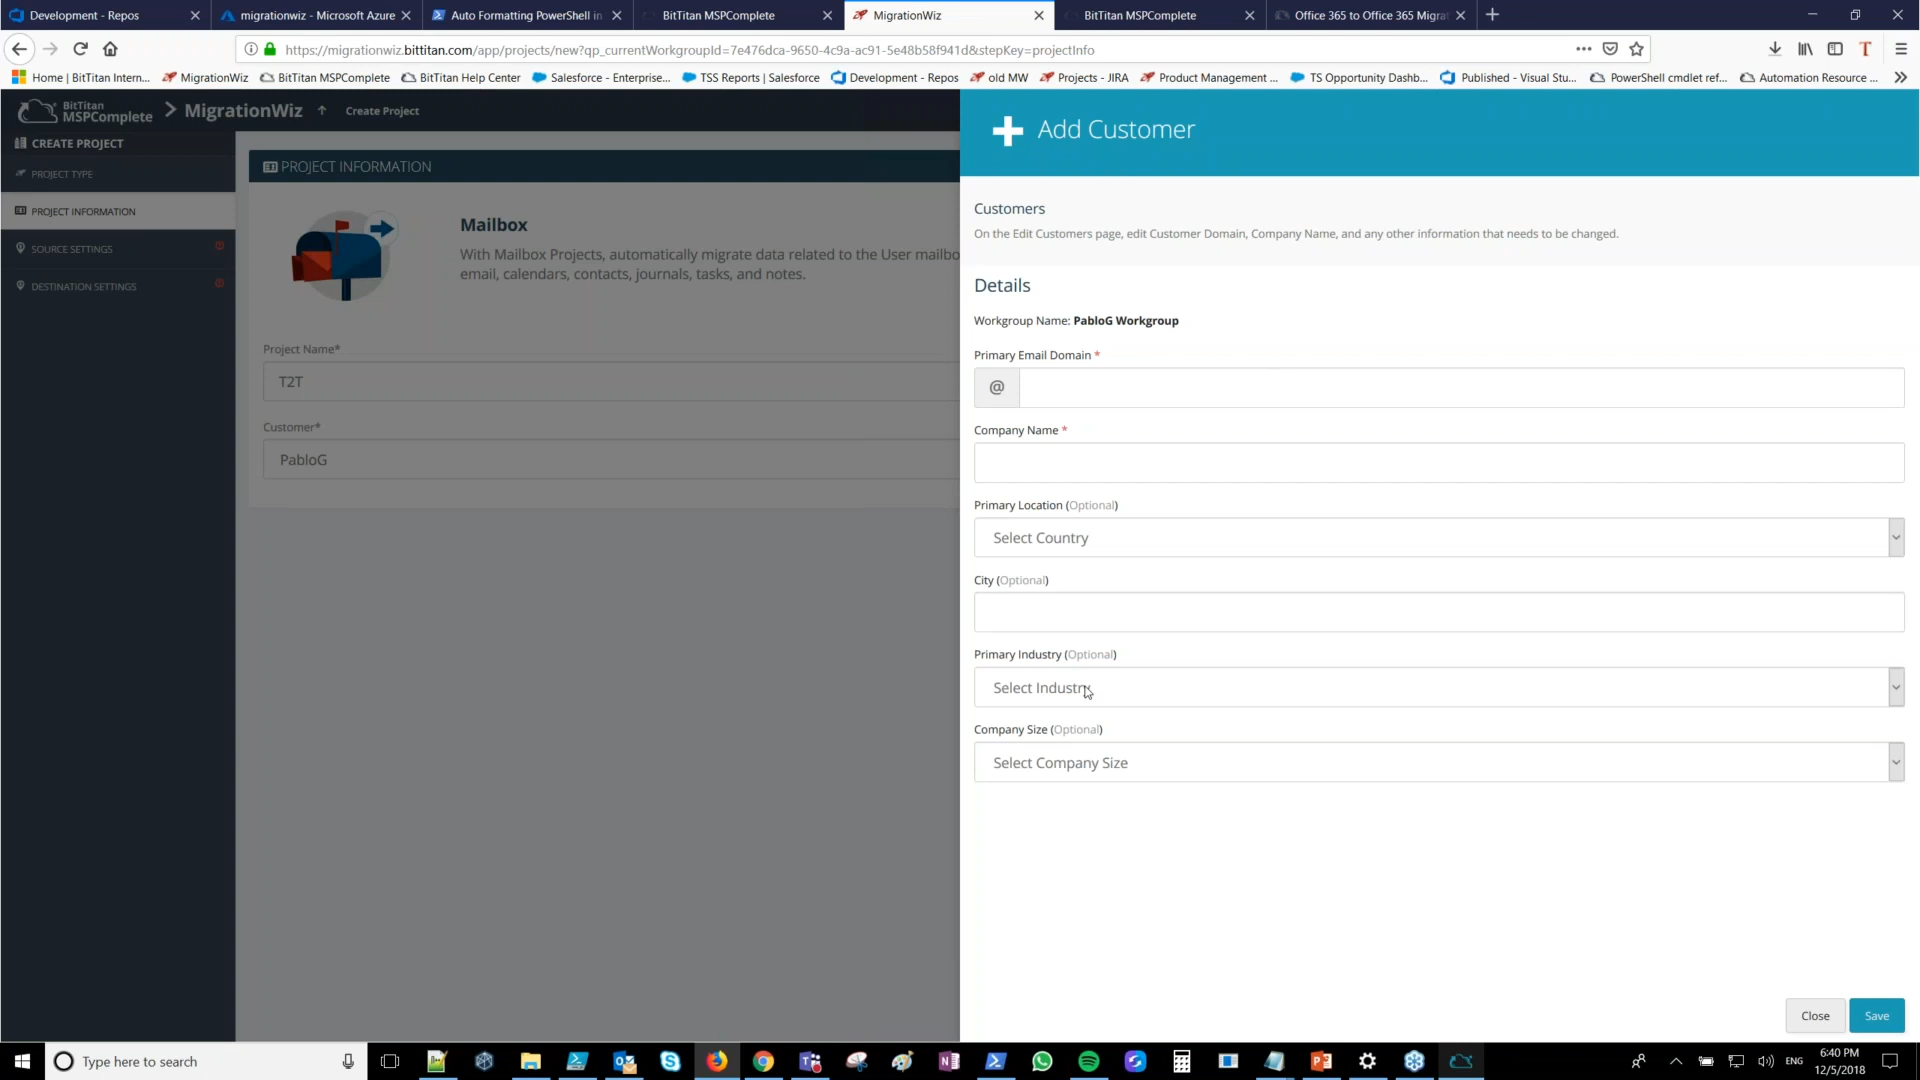 Development - Repos
migrationwiz - Microsoft Azure
Auto Formatting PowerShell in
BitTitan MSPComplete
MigrationWiz
BitTitan MSPComplete
Office 365 to Office 365 Migrat
https://migrationwiz.bittitan.com/app/projects/new?qp_currentWorkgroupId=7e476dca-9650-4c9a-ac91-5e48b58f941d&stepKey=projectInfo
Home | BitTitan Intern...
MigrationWiz
BitTitan MSPComplete
BitTitan Help Center
Salesforce - Enterprise...
TSS Reports | Salesforce
Development - Repos
old MW
Projects - JIRA
Product Management ...
TS Opportunity Dashb...
Published - Visual Stu...
PowerShell cmdlet ref...
Automation Resource ...
BitTitan MSPComplete
MigrationWiz
Create Project
CREATE PROJECT
PROJECT TYPE
PROJECT INFORMATION
SOURCE SETTINGS
DESTINATION SETTINGS
PROJECT INFORMATION
Mailbox
With Mailbox Projects, automatically migrate data related to the User mailbo
email, calendars, contacts, journals, tasks, and notes.
Project Name*
T2T
Customer*
PabloG
Add Customer
Customers
On the Edit Customers page, edit Customer Domain, Company Name, and any other information that needs to be changed.
Details
Workgroup Name: PabloG Workgroup
Primary Email Domain *
@
Company Name *
Primary Location (Optional)
Select Country
City (Optional)
Primary Industry (Optional)
Select Industry
Company Size (Optional)
Select Company Size
Close
Save
Type here to search
ENG
6:40 PM
12/5/2018